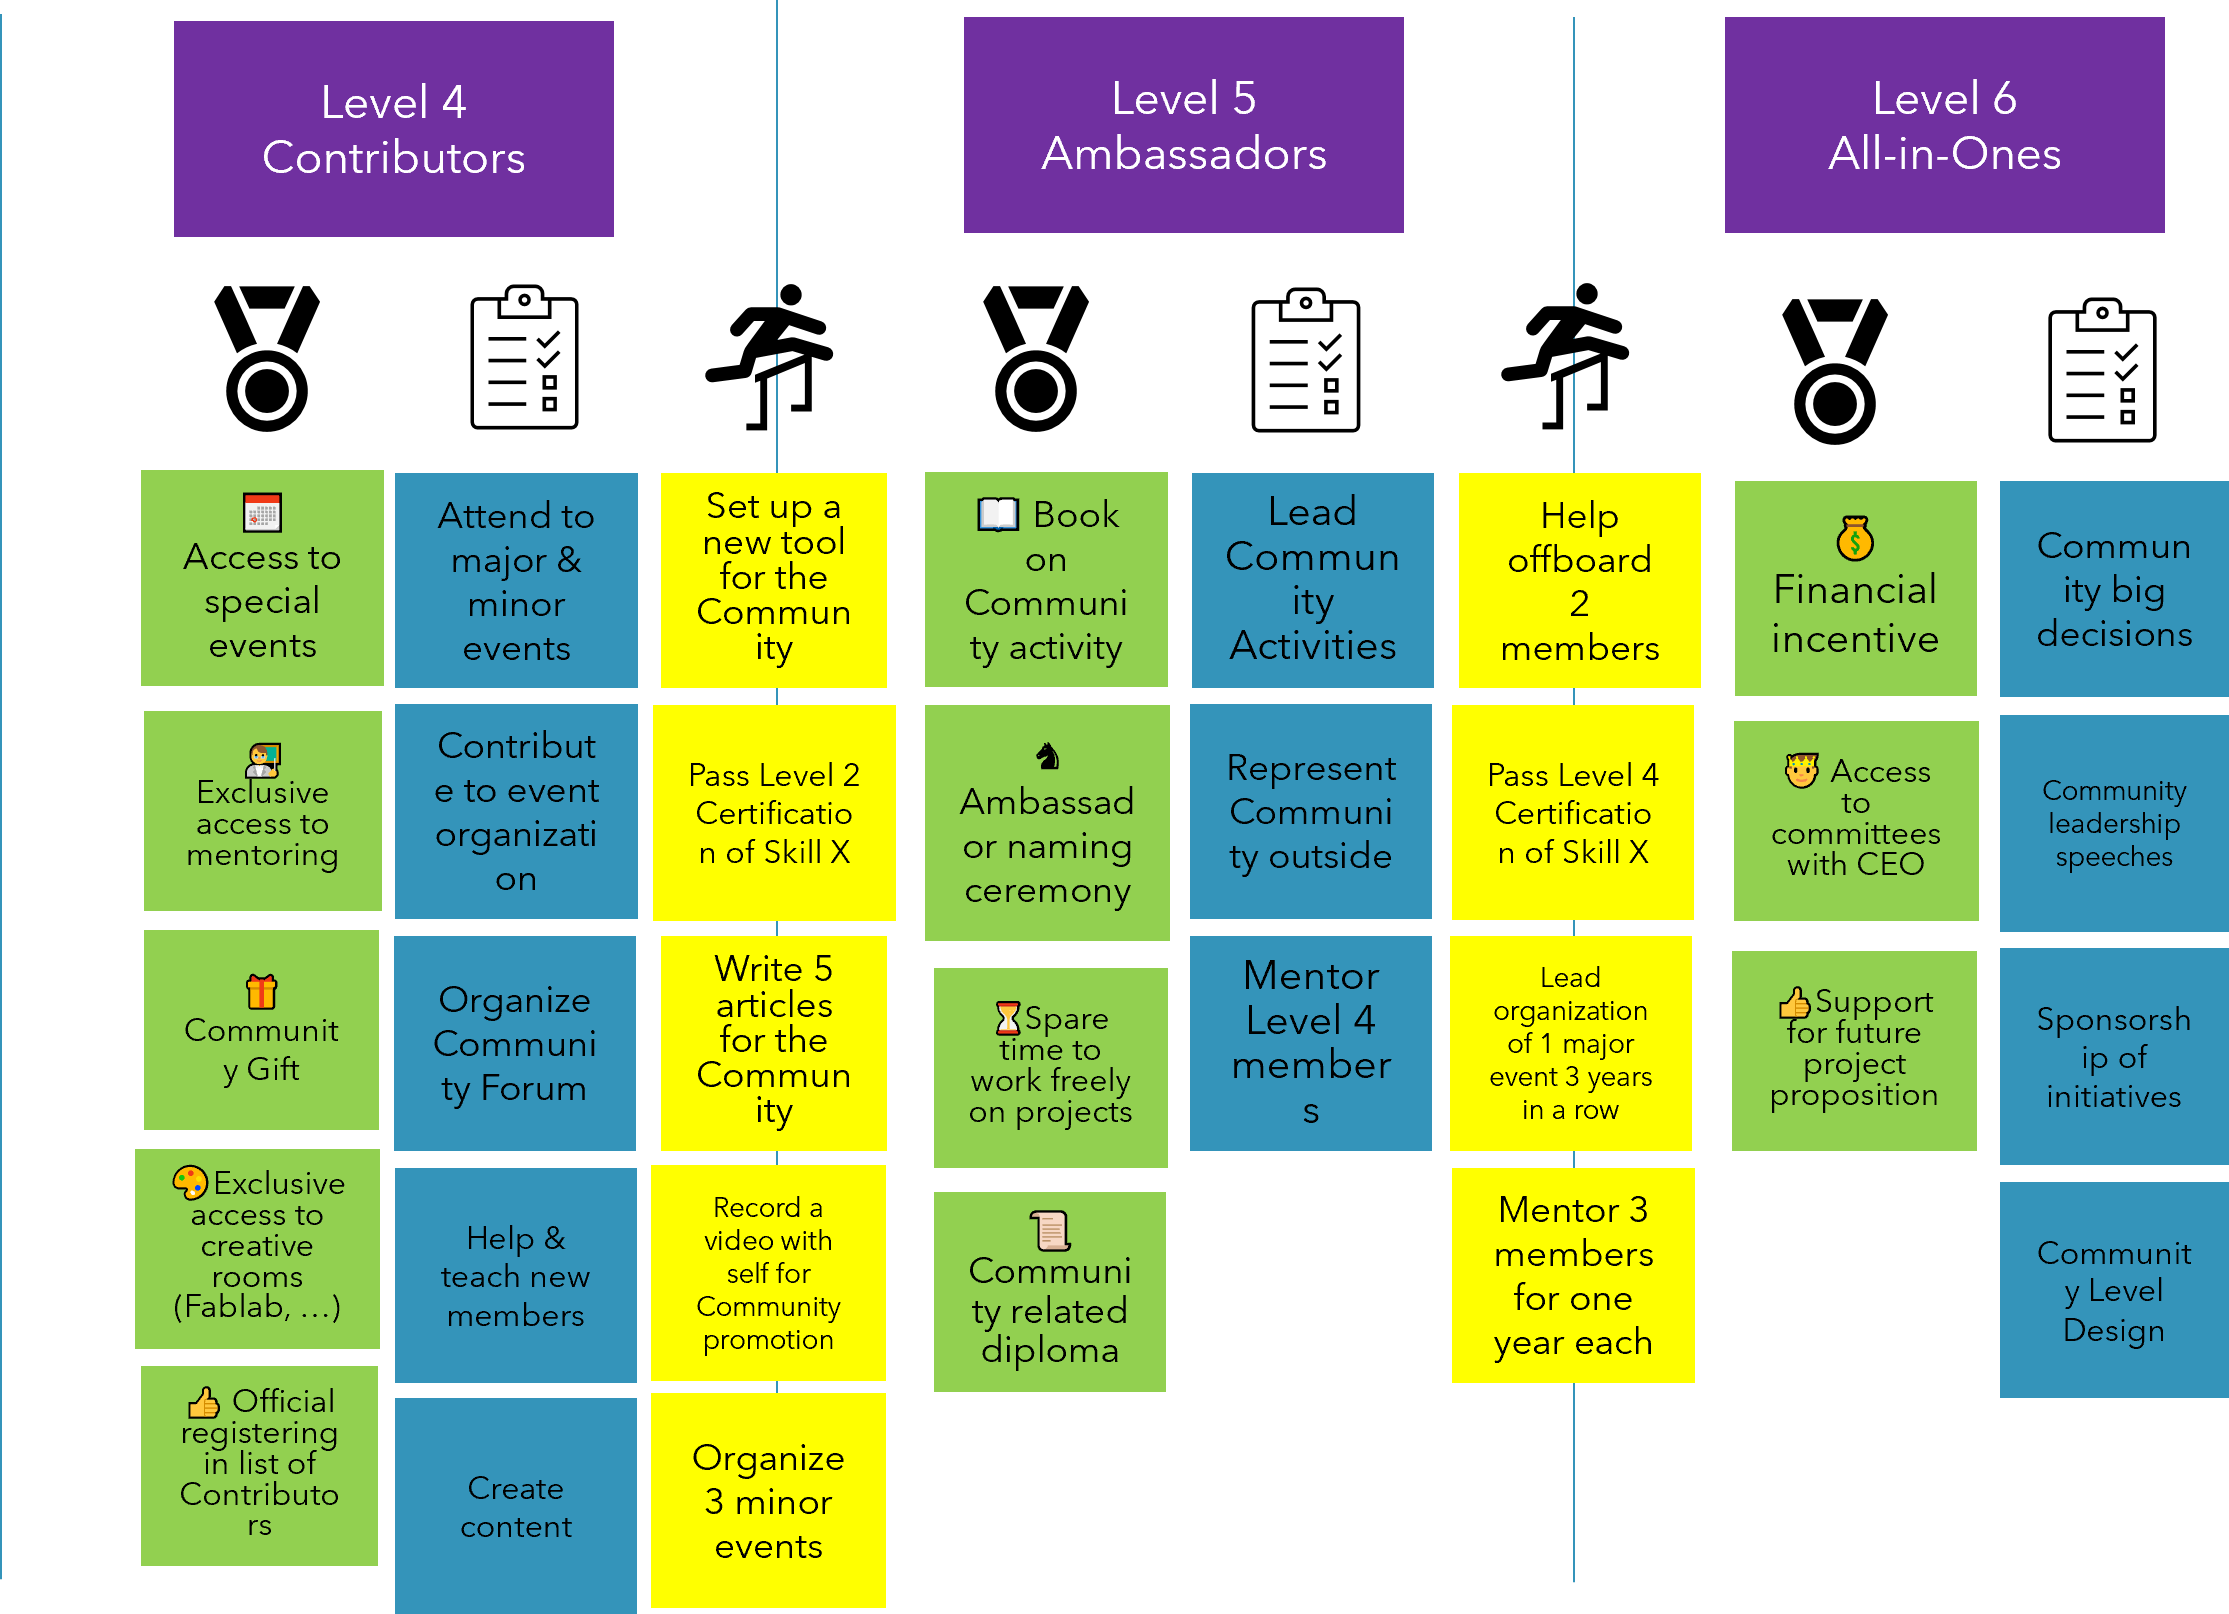 Level 4
Contributors
Level 5
Ambassadors
Level 6
All-in-Ones
Access to
special
events
Exclusive
access to
mentoring
Communit
y Gift
Exclusive
access to
creative
rooms
(Fablab, ...)
Official
registering
in list of
Contributo
rs
Attend to
major &
minor
events
Contribut
e to event
organizati
on
Organize
Communi
ty Forum
Help &
teach new
members
Create
content
Set up a
new tool
for the
Commun
ity
Pass Level 2
Certificatio
n of Skill X
Write 5
articles
for the
Commun
ity
Record a
video with
self for
Community
promotion
Organize
3 minor
events
Book
on
Communi
ty activity
Ambassad
or naming
ceremony
Spare
time to
work freely
on projects
Communi
ty related
diploma
Lead
Commun
ity
Activities
Represent
Communi
ty outside
Mentor
Level 4
member
s
Help
offboard
2
members
Pass Level 4
Certificatio
n of Skill X
Lead
organization
of 1 major
event 3 years
in a row
Mentor 3
members
for one
year each
Financial
incentive
Access
to
committees
with CEO
Support
for future
project
proposition
Commun
ity big
decisions
Community
leadership
speeches
Sponsorsh
ip of
initiatives
Communit
y Level
Design